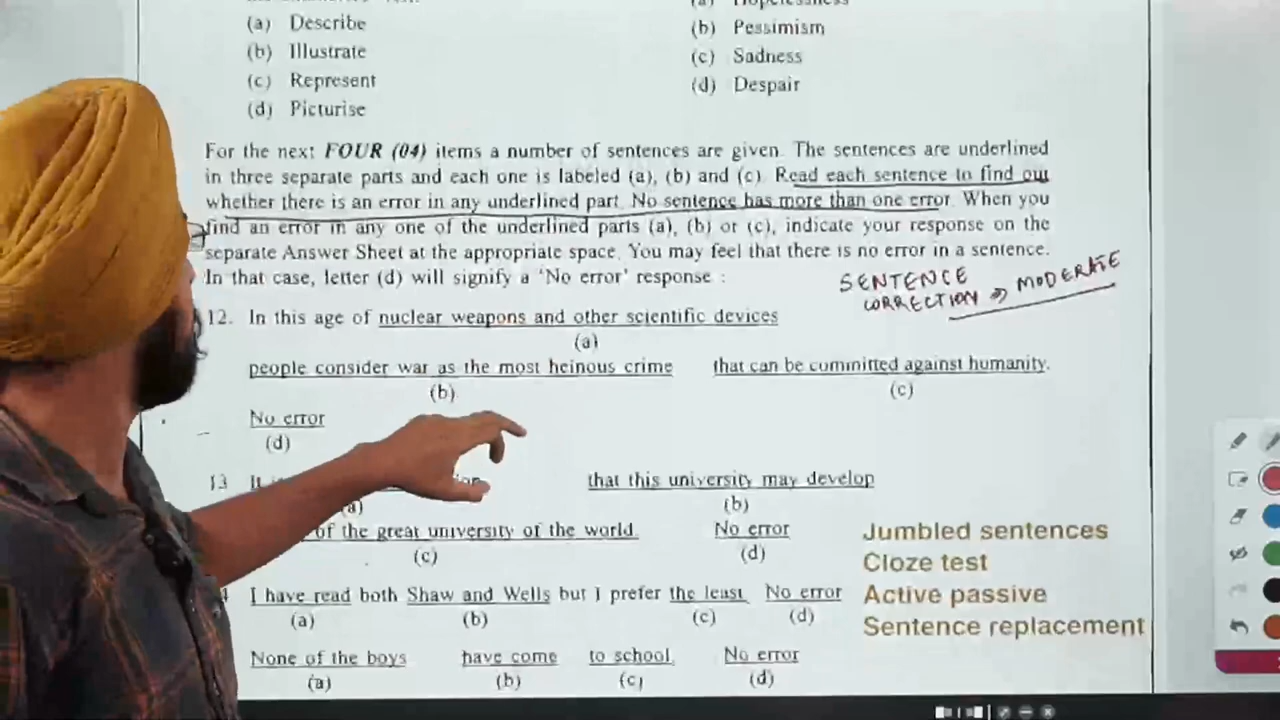 (a) Describe
(b) Illustrate
(c) Represent
(d) Picturise
(a) Hopelessness
(b) Pessimism
(c) Sadness
(d) Despair
For the next FOUR (04) items a number of sentences are given. The sentences are underlined
in three separate parts and each one is labeled (a), (b) and (c). Read each sentence to find out
whether there is an error in any underlined part. No sentence has more than one error. When you
find an error in any one of the underlined parts (a), (b) or (c), indicate your response on the
separate Answer Sheet at the appropriate space. You may feel that there is no error in a sentence.
In that case, letter (d) will signify a 'No error' response :
SENTENCE
CORRECTION => MODERATE
12. In this age of nuclear weapons and other scientific devices
(a)
people consider war as the most heinous crime that can be committed against humanity.
(b) (c)
No error
(d)
13 It that this university may develop
(a) (b)
of the great university of the world. No error
(c) (d)
I have read both Shaw and Wells but I prefer the least No error
(a) (b) (c) (d)
None of the boys have come to school. No error
(a) (b) (c) (d)
Jumbled sentences
Cloze test
Active passive
Sentence replacement